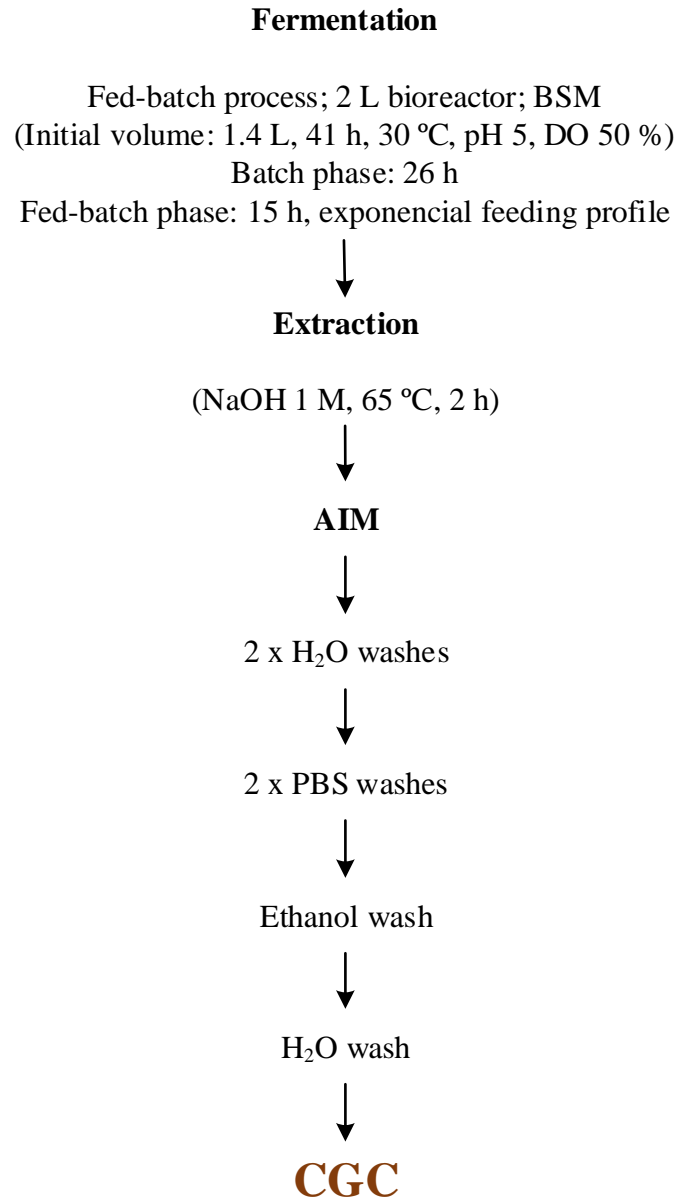 Fermentation
Fed-batch process; 2 L bioreactor; BSM
(Initial volume: 1.4 L, 41 h, 30 ºC, pH 5, DO 50 %)
Batch phase: 26 h
Fed-batch phase: 15 h, exponencial feeding profile
Extraction
(NaOH 1 M, 65 ºC, 2 h)
AIM
2 x H₂O washes
2 x PBS washes
Ethanol wash
H₂O wash
CGC